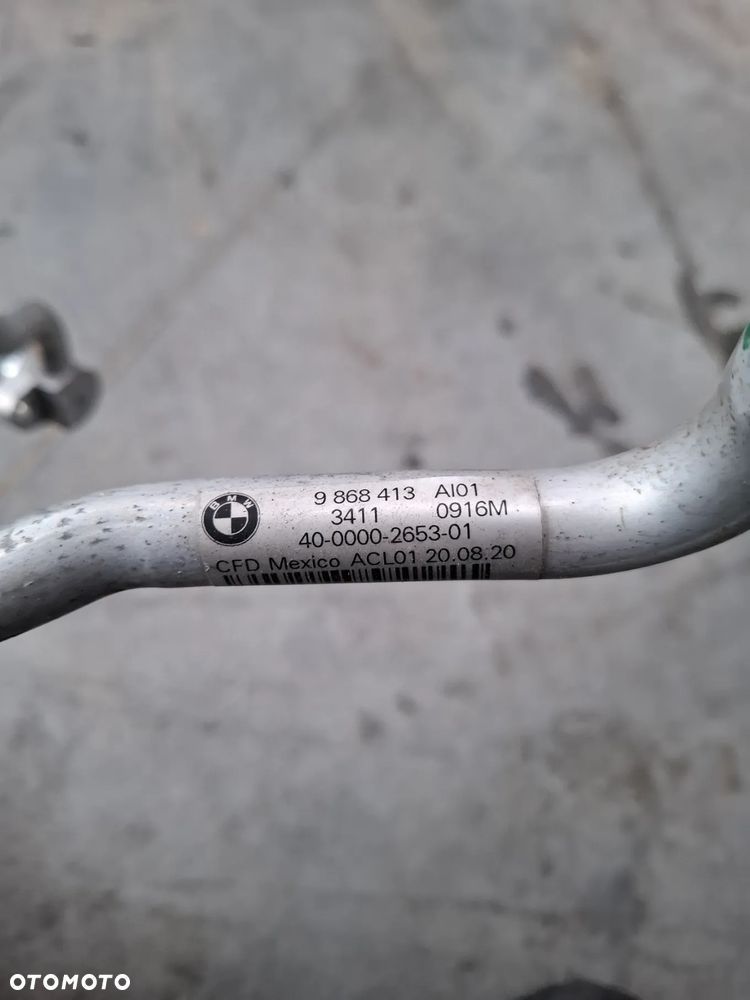 BMW
9 868 413 AI01
3411 0916M
40-0000-2653-01
CFD Mexico ACL01 20.08.20
OTOMOTO